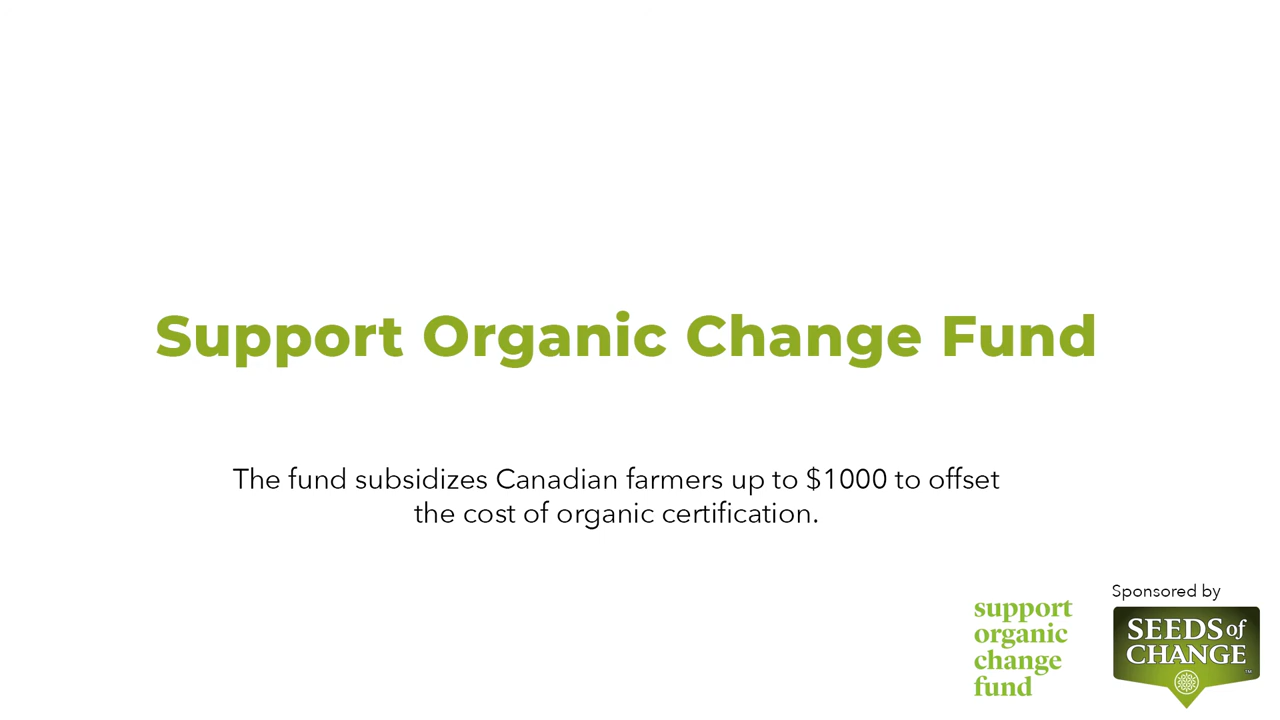 Support Organic Change Fund
The fund subsidizes Canadian farmers up to $1000 to offset
the cost of organic certification.
support
organic
change
fund
Sponsored by
SEEDS of
CHANGE™